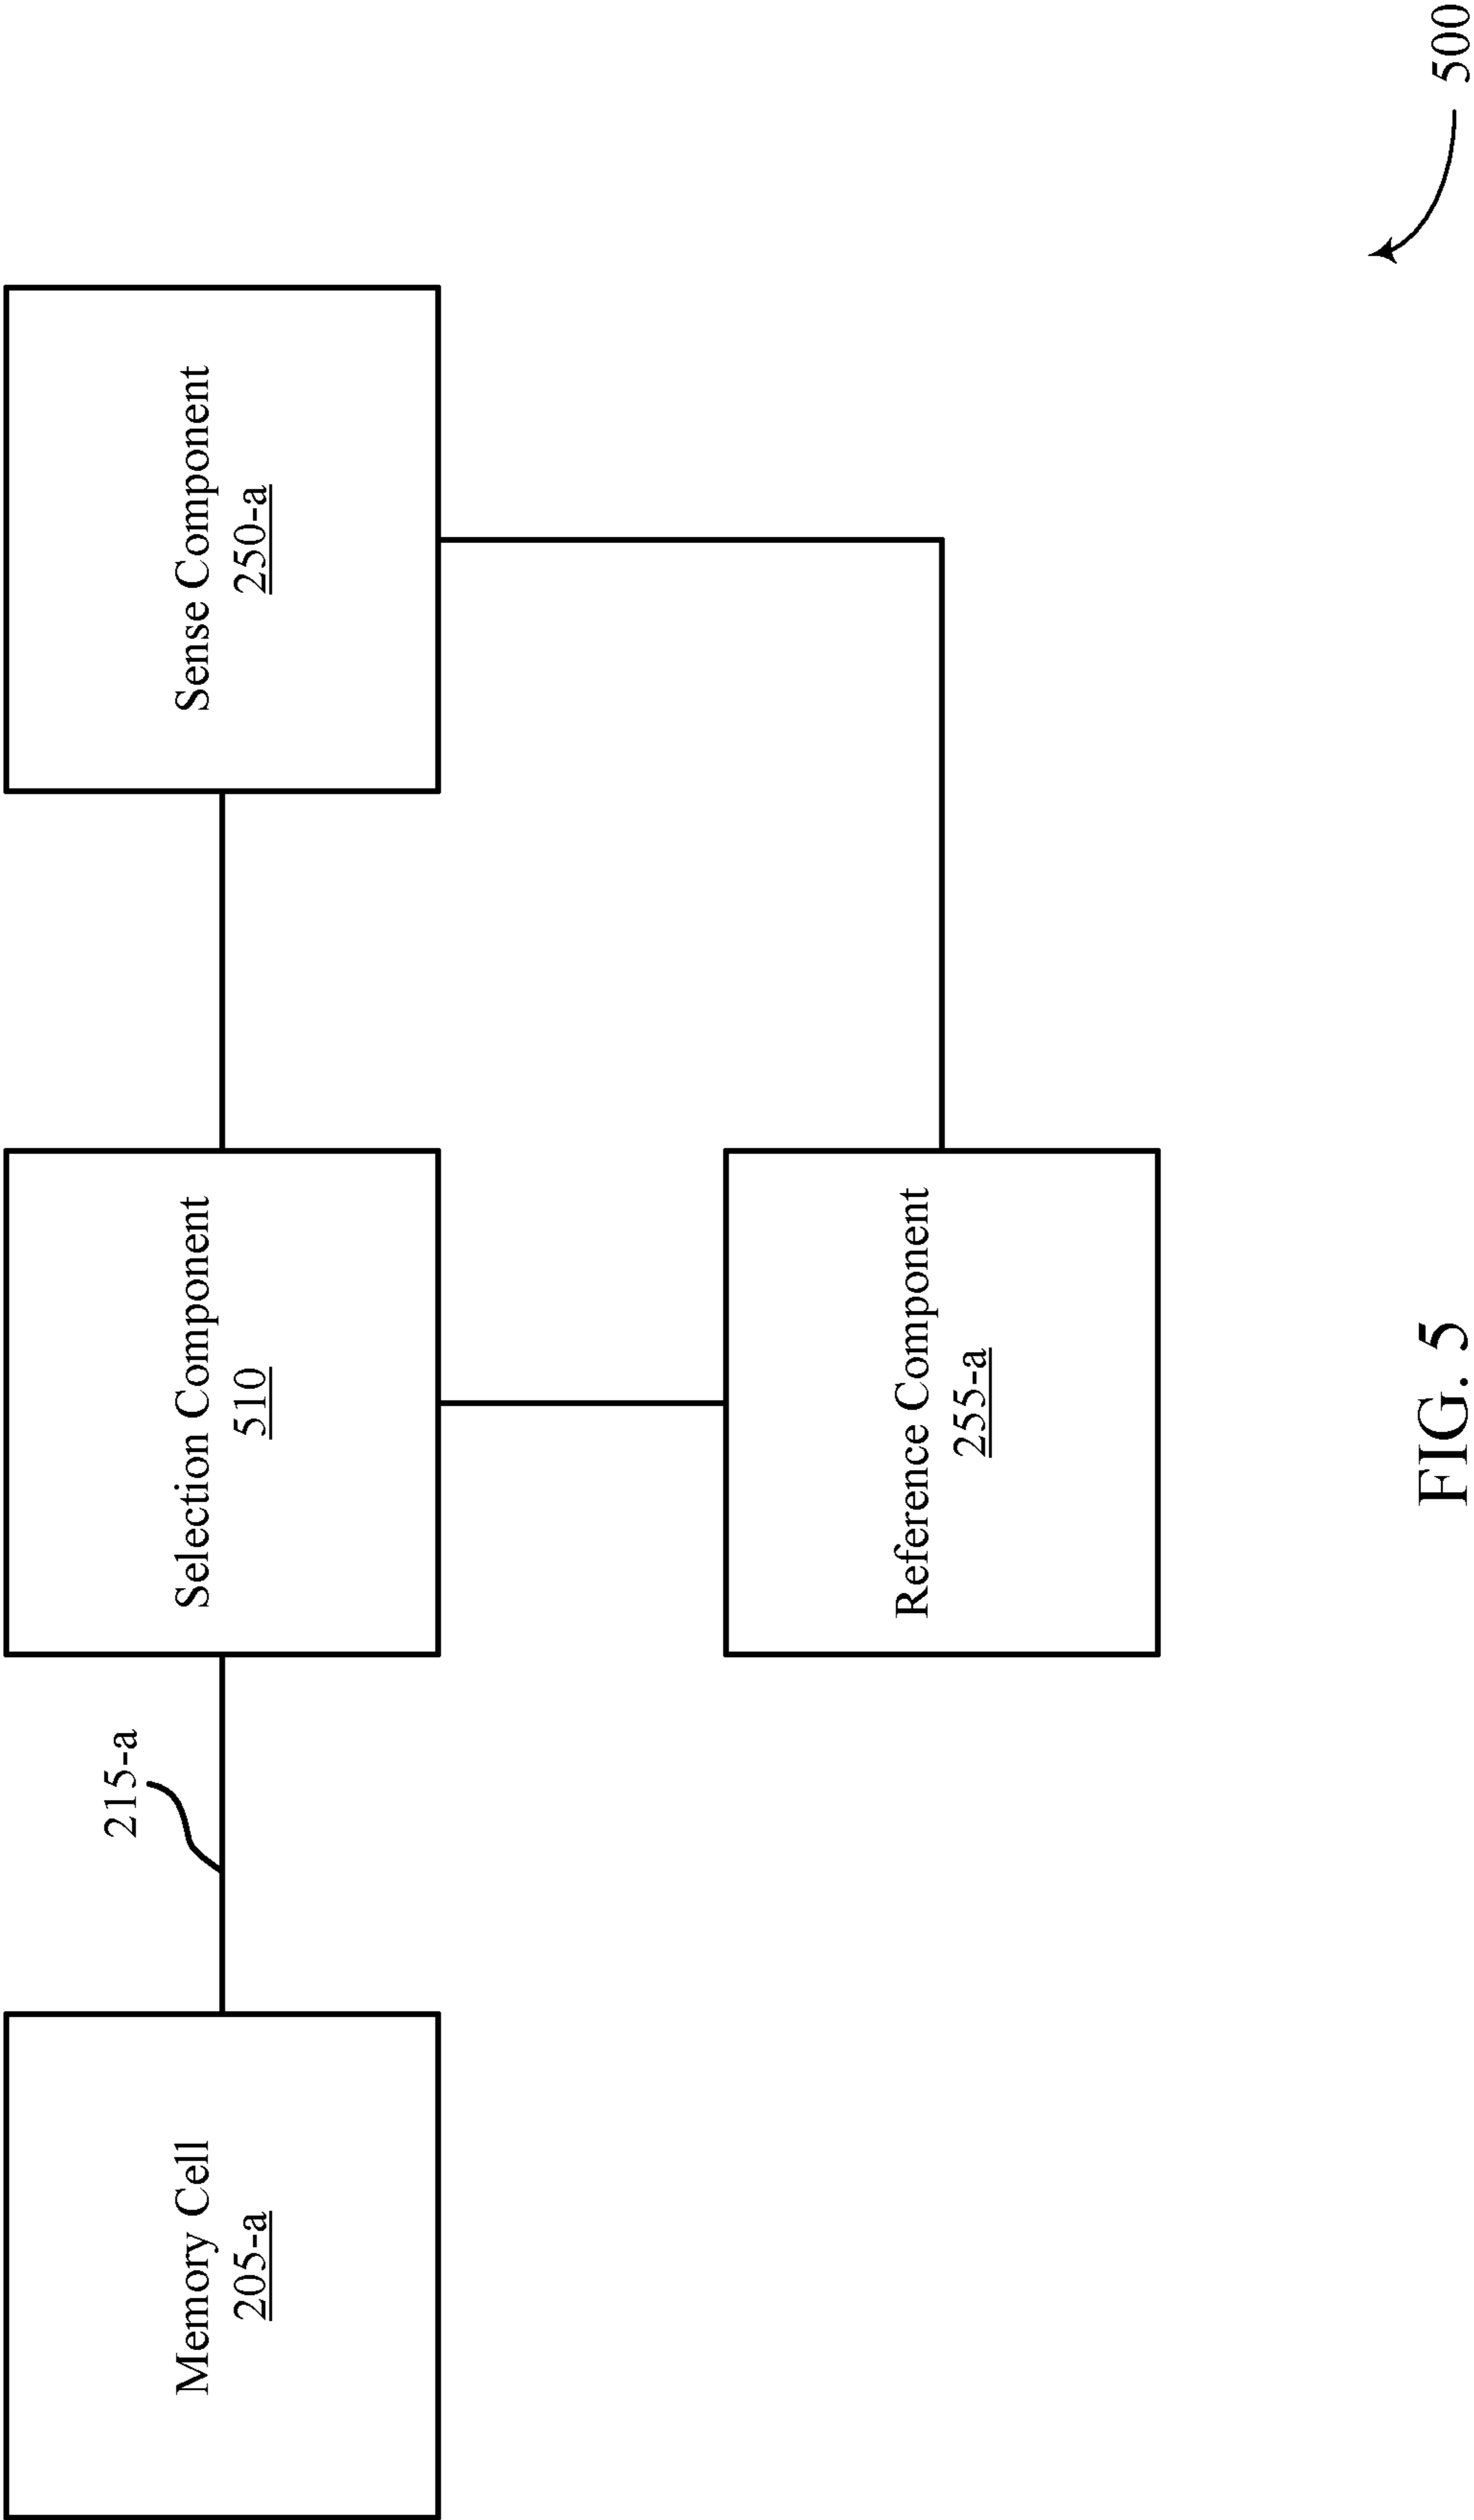 215-a
Memory Cell
205-a
Selection Component
510
Sense Component
250-a
Reference Component
255-a
500
FIG. 5